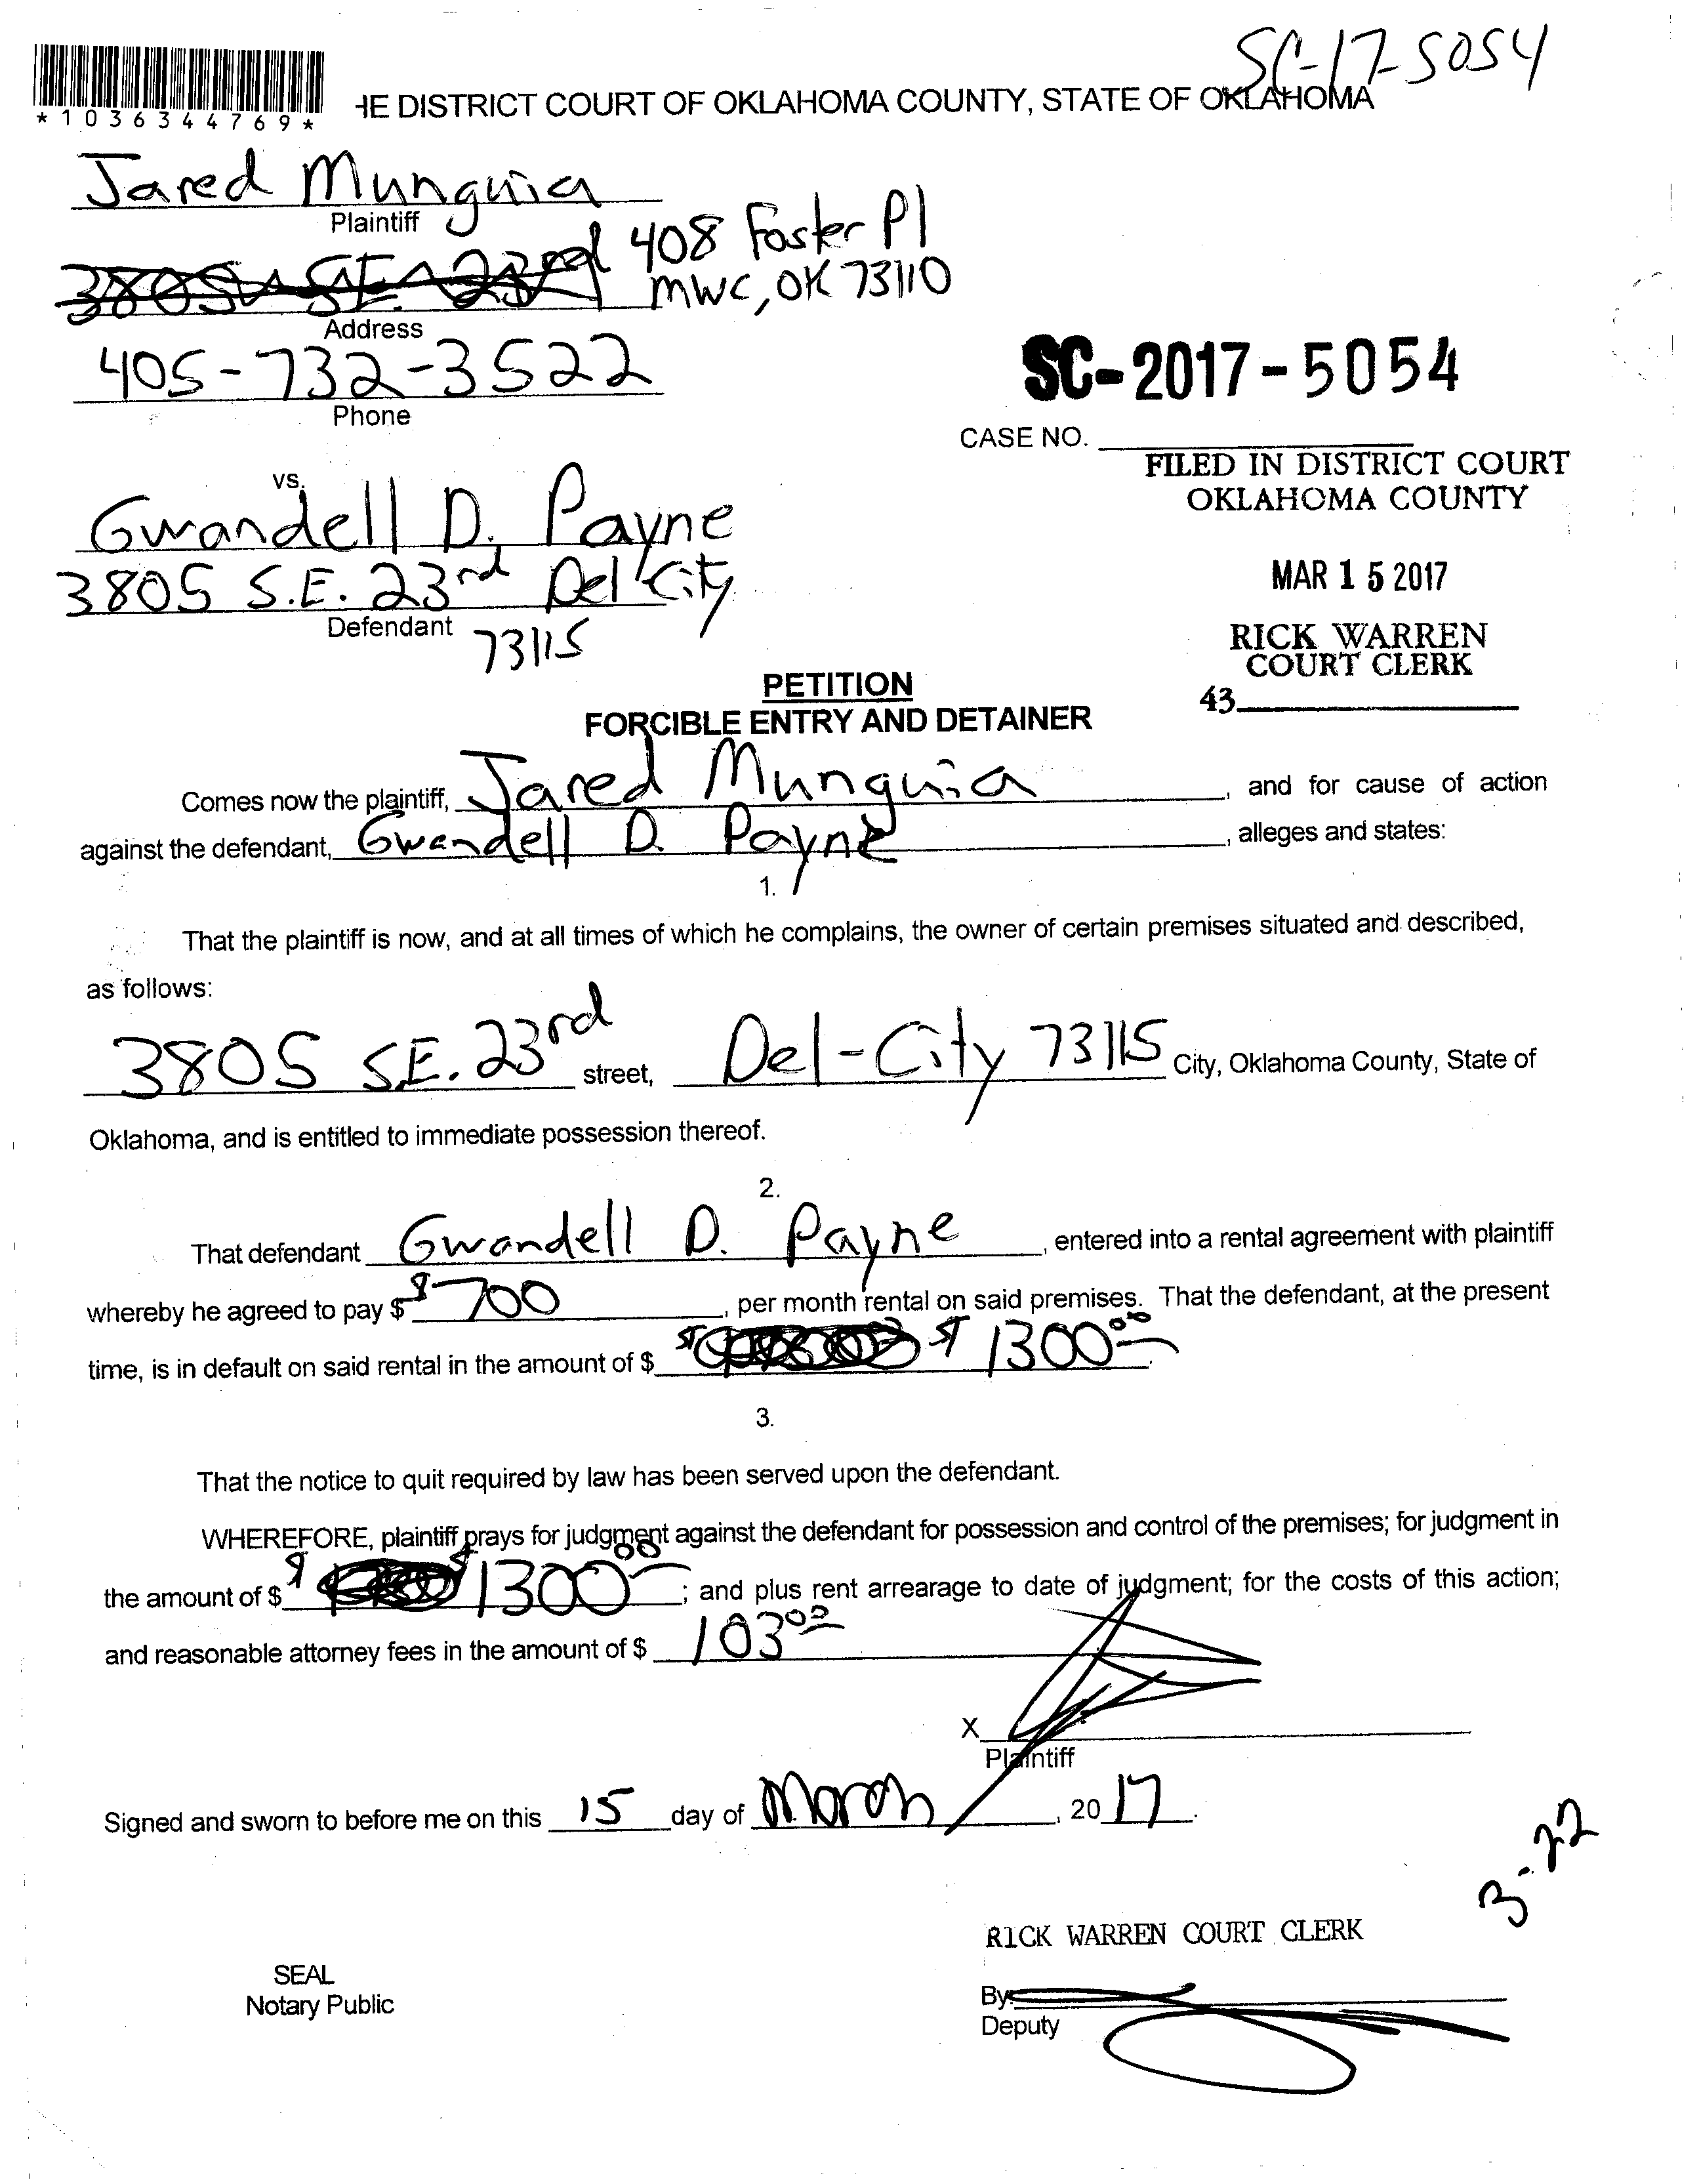 SC-17-5054
*1036344769*
HE DISTRICT COURT OF OKLAHOMA COUNTY, STATE OF OKLAHOMA
Jared Munguia
Plaintiff
3805 S.E. 23rd 408 Foster Pl
MWC, OK 73110
Address
405-732-3522
Phone
SC-2017-5054
CASE NO.
FILED IN DISTRICT COURT
OKLAHOMA COUNTY
MAR 15 2017
RICK WARREN
COURT CLERK
43
vs.
Gwandell D. Payne
3805 S.E. 23rd Del City
Defendant
73115
PETITION
FORCIBLE ENTRY AND DETAINER
Comes now the plaintiff, Jared Munguia, and for cause of action
against the defendant, Gwandell D. Payne, alleges and states:
1.
That the plaintiff is now, and at all times of which he complains, the owner of certain premises situated and described,
as follows:
3805 S.E. 23rd street, Del-City 73115 City, Oklahoma County, State of
Oklahoma, and is entitled to immediate possession thereof.
2.
That defendant Gwandell D. Payne, entered into a rental agreement with plaintiff
whereby he agreed to pay $ $700, per month rental on said premises. That the defendant, at the present
time, is in default on said rental in the amount of $ $ $ 1300.00.
3.
That the notice to quit required by law has been served upon the defendant.
WHEREFORE, plaintiff prays for judgment against the defendant for possession and control of the premises; for judgment in
the amount of $ $ $1300.00; and plus rent arrearage to date of judgment; for the costs of this action;
and reasonable attorney fees in the amount of $ 103.00
X
Plaintiff
Signed and sworn to before me on this 15 day of March, 20 17.
3-22
RICK WARREN COURT CLERK
SEAL
Notary Public
By:
Deputy